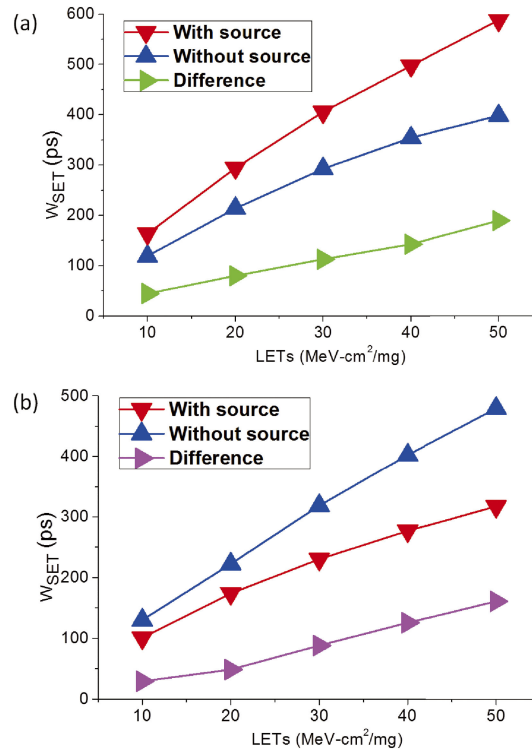 (a)
600
500
400
300
200
100
0
W_SET (ps)
With source
Without source
Difference
10 20 30 40 50
LETs (MeV-cm²/mg)
(b)
500
400
300
200
100
0
W_SET (ps)
With source
Without source
Difference
10 20 30 40 50
LETs (MeV-cm²/mg)